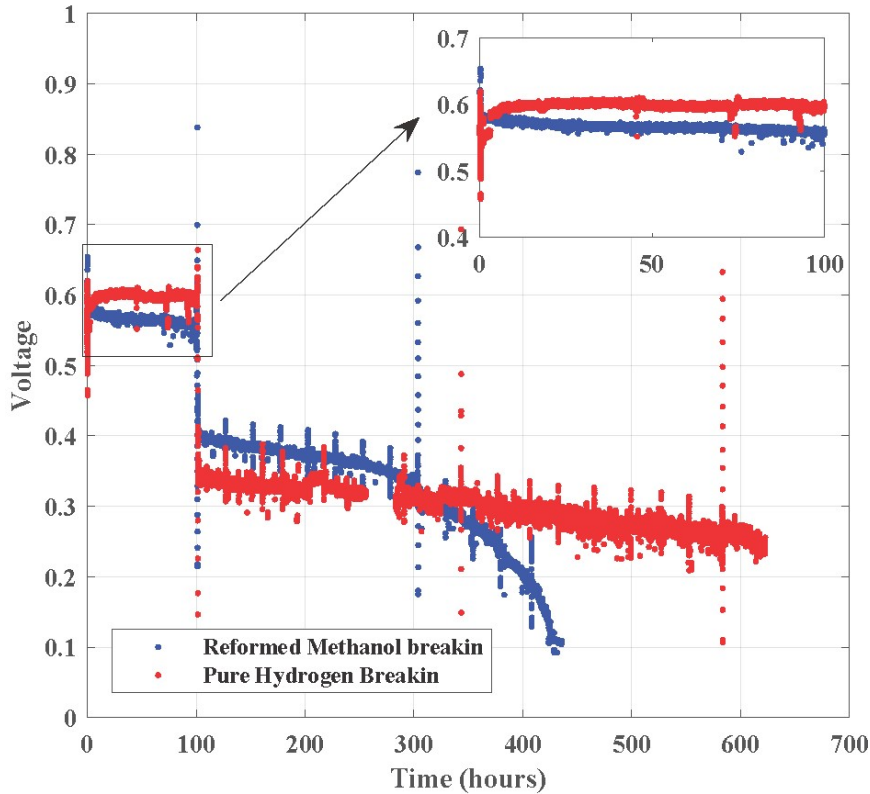 1
0.9
0.8
0.7
0.6
0.5
0.4
0.3
0.2
0.1
0
Voltage
0.7
0.6
0.5
0.4
0 50 100
Reformed Methanol breakin
Pure Hydrogen Breakin
0 100 200 300 400 500 600 700
Time (hours)